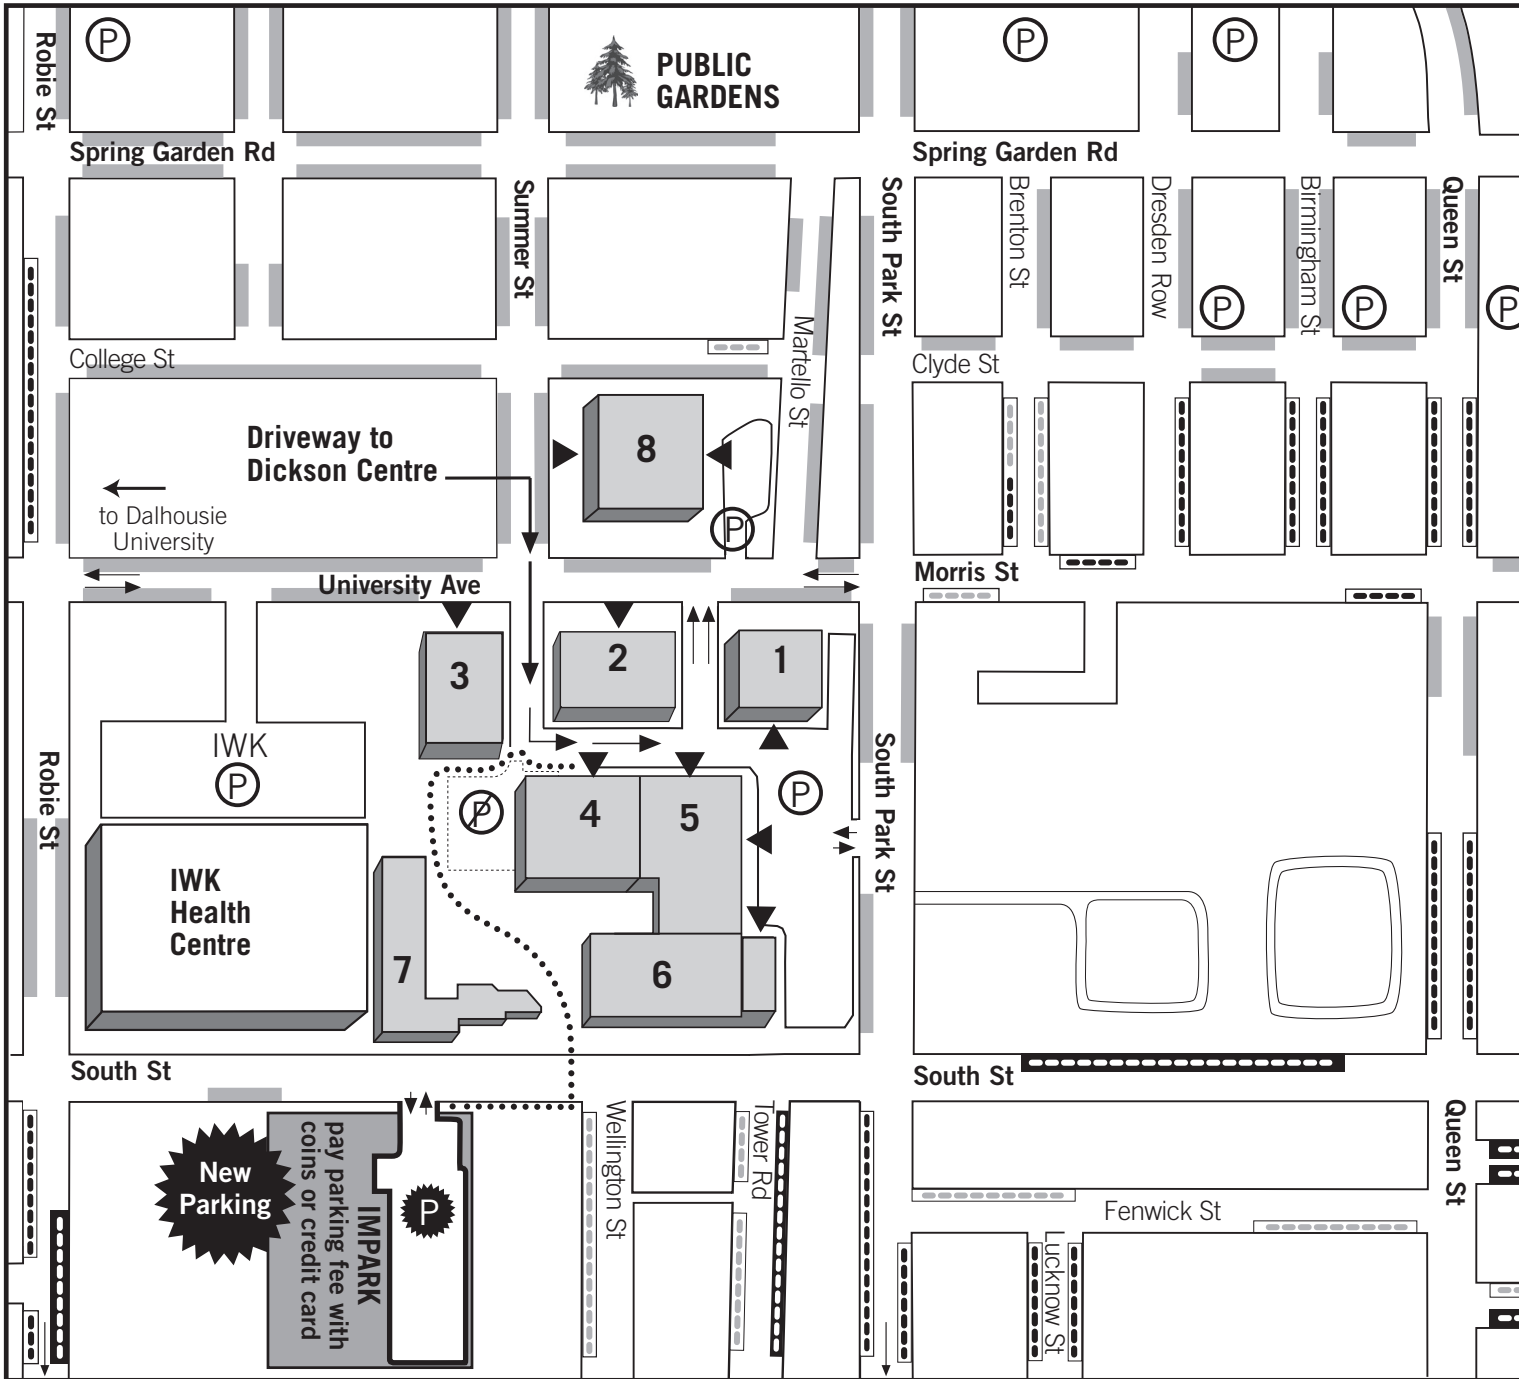 Robie St
P
PUBLIC
GARDENS
P
P
Spring Garden Rd
Spring Garden Rd
Summer St
South Park St
Brenton St
Dresden Row
Birmingham St
Queen St
P
P
P
College St
Martello St
Clyde St
Driveway to
Dickson Centre
8
to Dalhousie
University
P
University Ave
Morris St
3
2
1
IWK
P
Robie St
P
4
5
P
South Park St
IWK
Health
Centre
7
6
South St
South St
New
Parking
pay parking fee with
coins or credit card
IMPARK
P
Wellington St
Tower Rd
Queen St
Fenwick St
Lucknow St